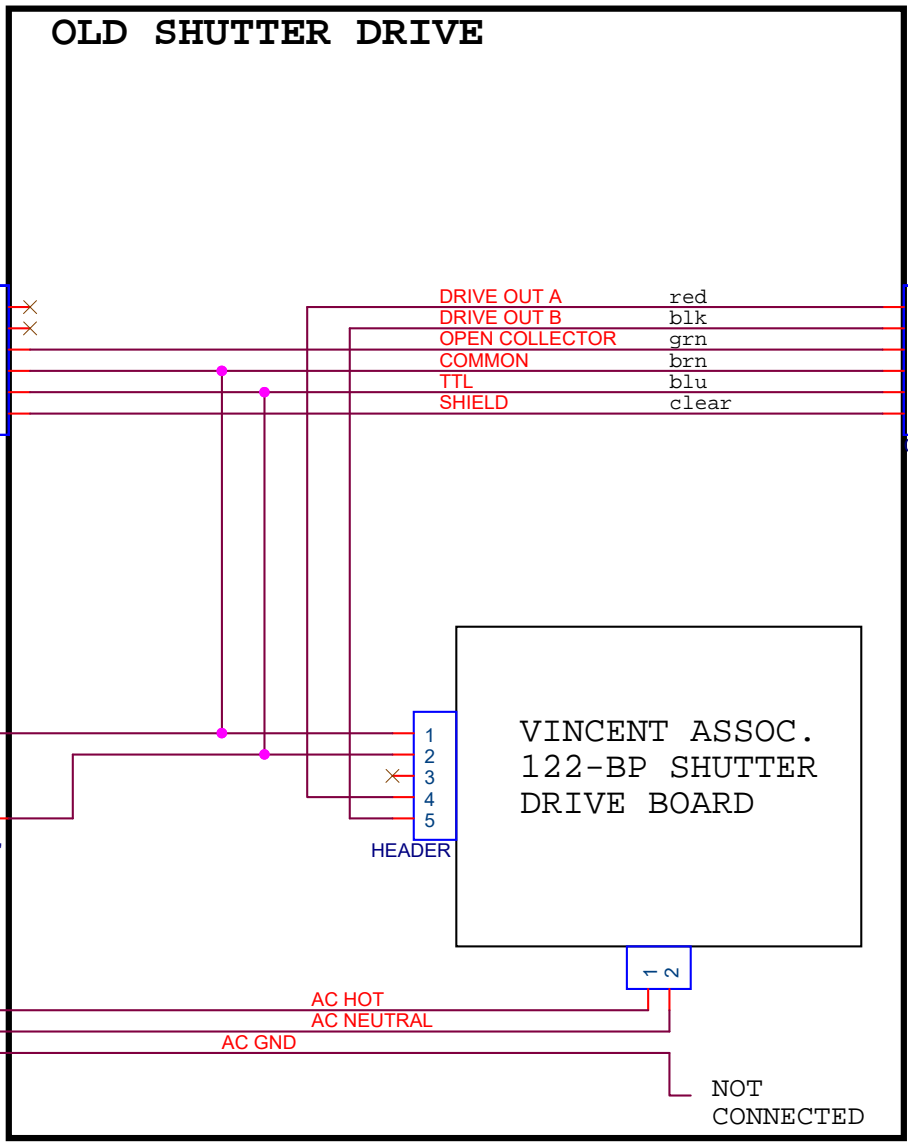 OLD SHUTTER DRIVE
DRIVE OUT A red
DRIVE OUT B blk
OPEN COLLECTOR grn
COMMON brn
TTL blu
SHIELD clear
1
2
3
4
5
HEADER
VINCENT ASSOC.
122-BP SHUTTER
DRIVE BOARD
1
2
AC HOT
AC NEUTRAL
AC GND
NOT
CONNECTED